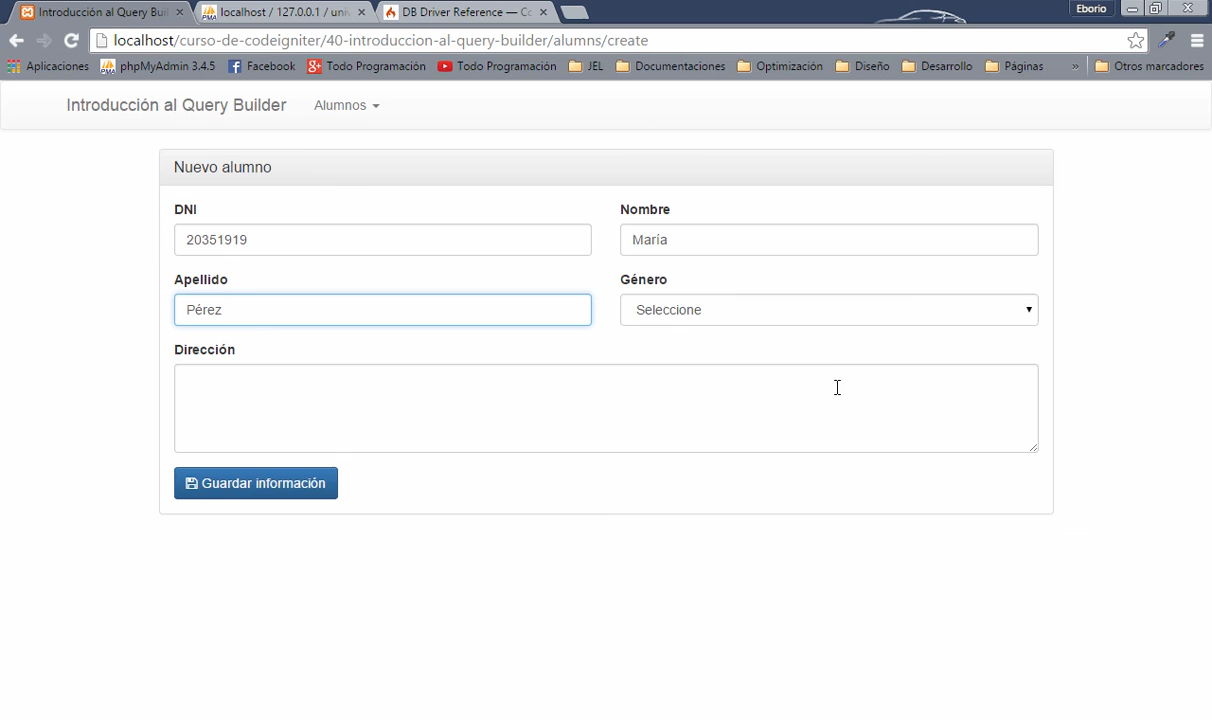 Introducción al Query Buil
localhost / 127.0.0.1 / univ
DB Driver Reference — Co
Eborio
localhost/curso-de-codeigniter/40-introduccion-al-query-builder/alumns/create
Aplicaciones
phpMyAdmin 3.4.5
Facebook
Todo Programación
Todo Programación
JEL
Documentaciones
Optimización
Diseño
Desarrollo
Páginas
»
Otros marcadores
Introducción al Query Builder
Alumnos
Nuevo alumno
DNI
Nombre
20351919
María
Apellido
Género
Pérez
Seleccione
Dirección
Guardar información